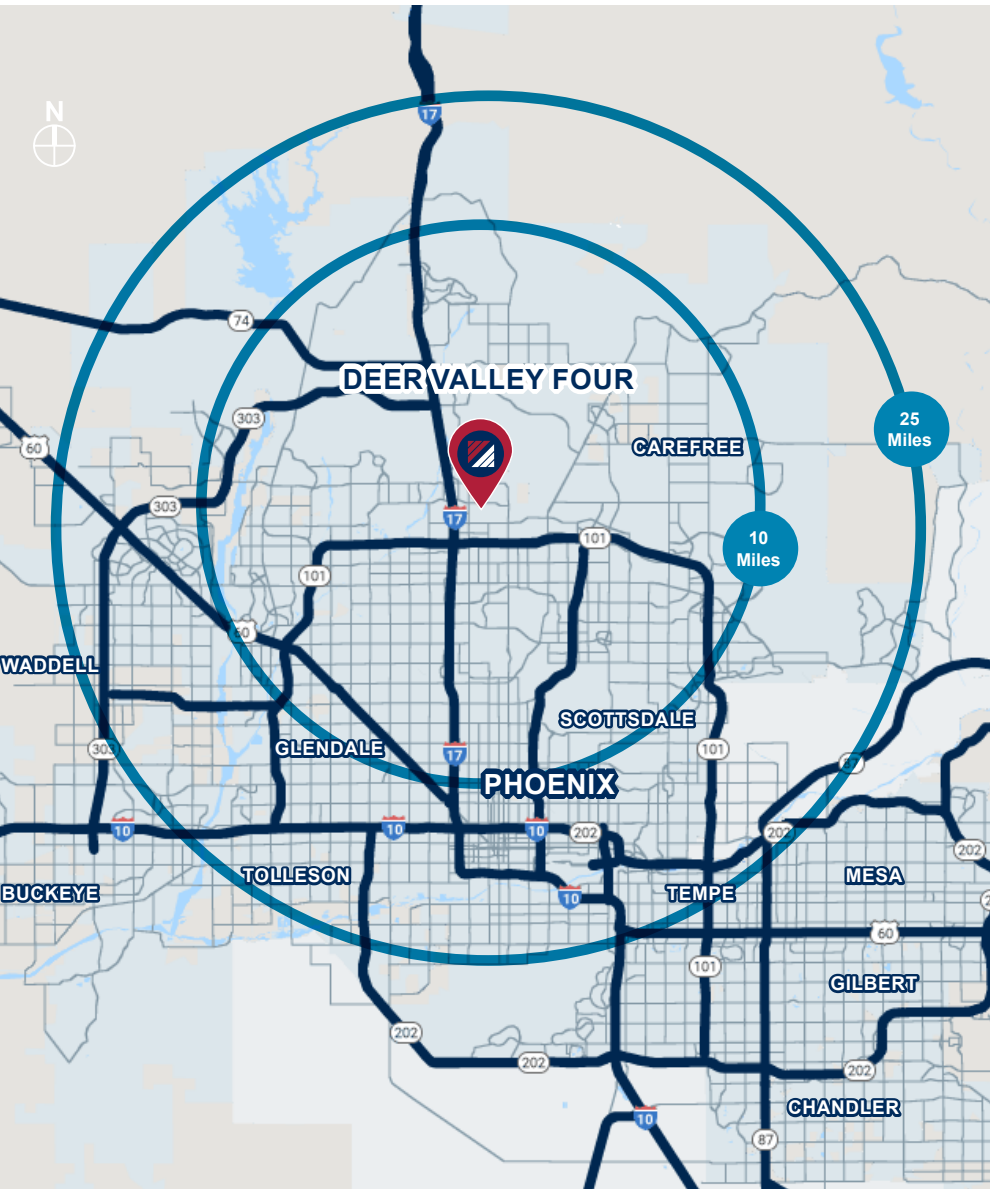 17
N
74
DEER VALLEY FOUR
303
25
Miles
60
CAREFREE
303
17
101
10
Miles
101
60
WADDELL
SCOTTSDALE
303
GLENDALE
101
17
87
PHOENIX
10
10
10
202
202
202
TOLLESON
MESA
BUCKEYE
TEMPE
10
60
101
GILBERT
202
202
202
CHANDLER
10
87